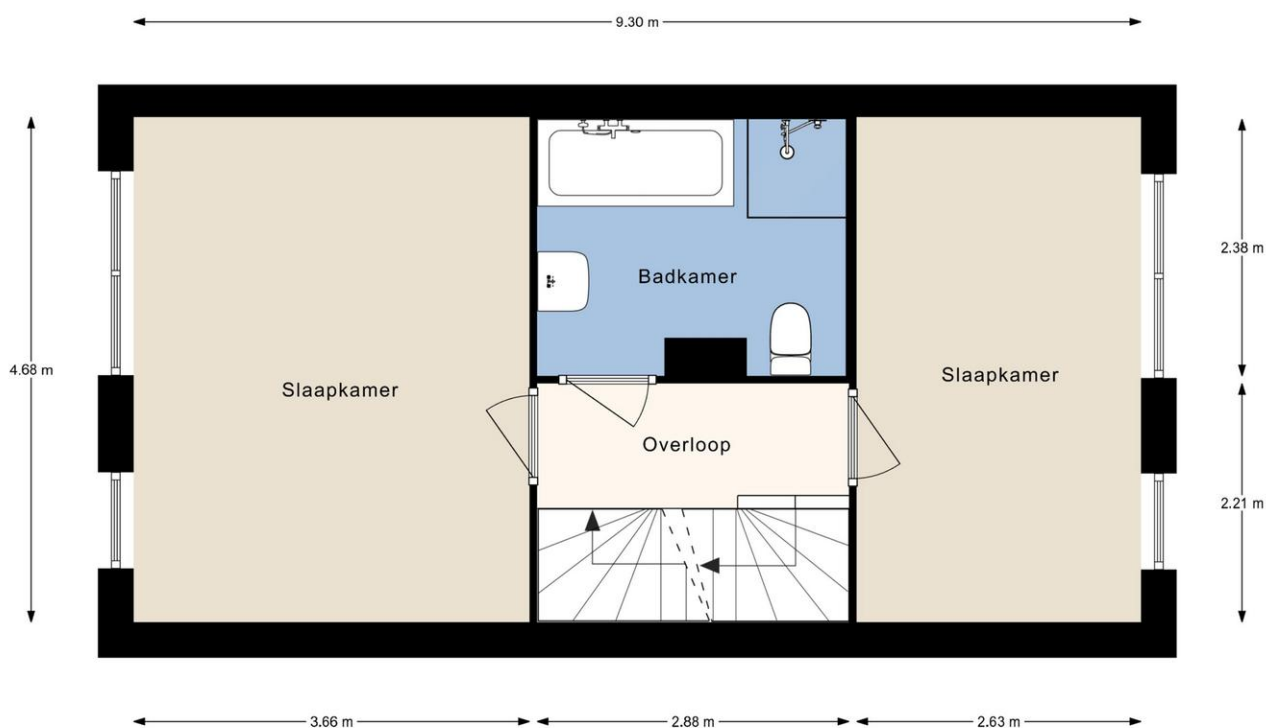 9.30 m
4.68 m
2.38 m
Badkamer
Slaapkamer
Slaapkamer
Overloop
2.21 m
3.66 m
2.88 m
2.63 m